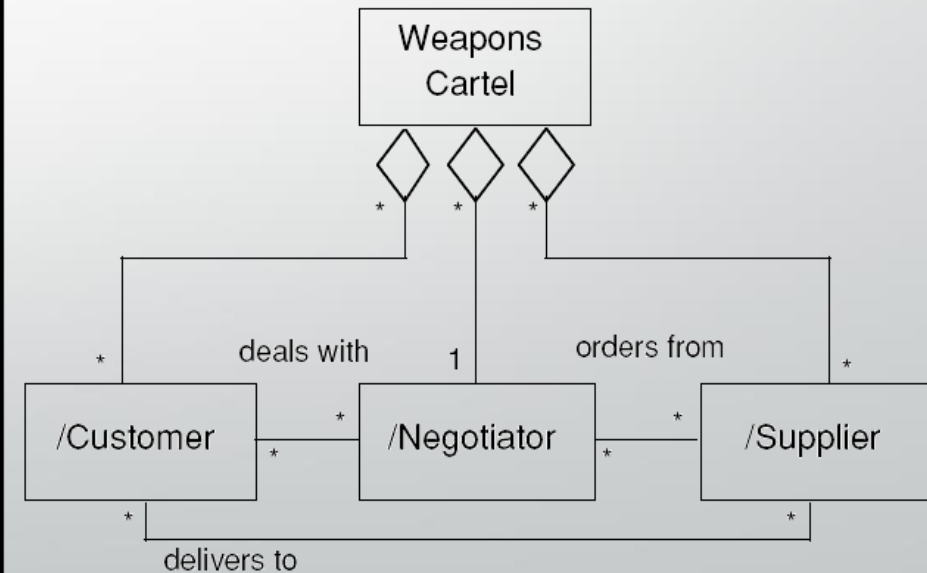 Weapons
Cartel
* * *
deals with
orders from
* 1 *
/Customer
* *
/Negotiator
* *
/Supplier
* *
delivers to